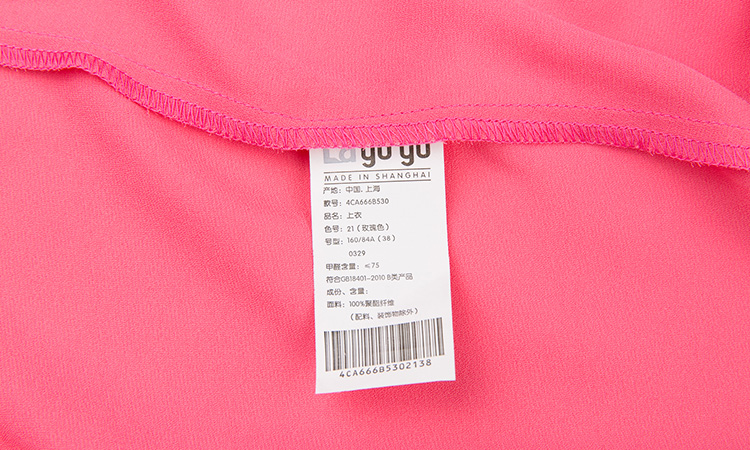 La yu yu
MADE IN SHANGHAI
产地: 中国、上海
款号: 4CA666B530
品名: 上衣
色号: 21 (玫瑰色)
号型: 160/84A (38)
0329
甲醛含量: ≤75
符合GB18401-2010 B类产品
成份、含量:
面料: 100%聚酯纤维
(配料、装饰物除外)
4CA666B5302138